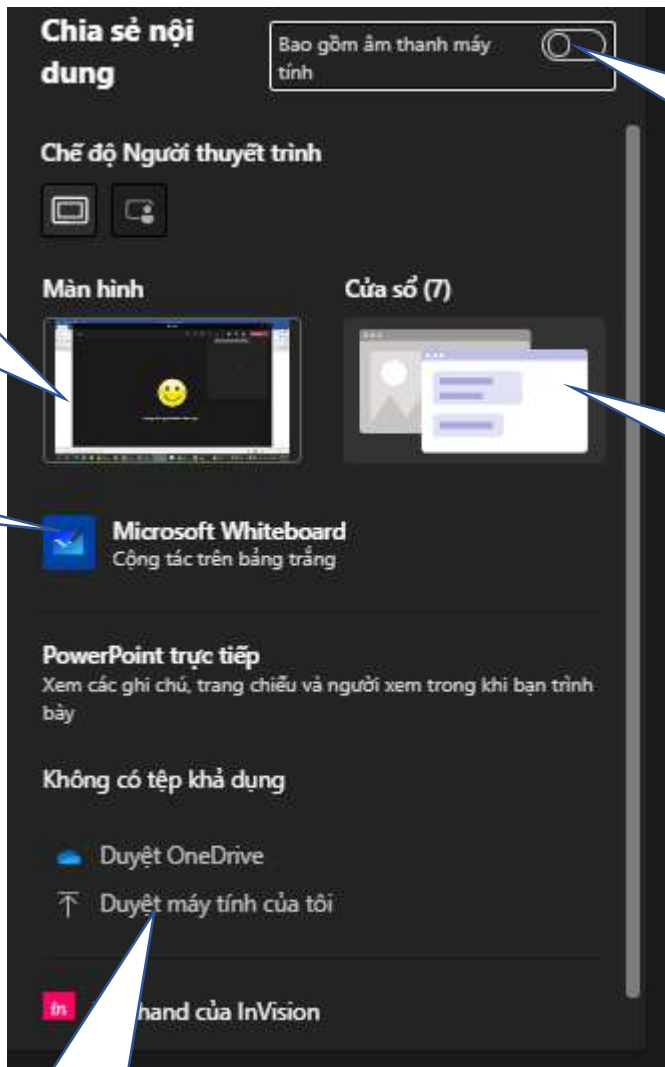 Chia sẻ nội
dung
Bao gồm âm thanh máy
tính
Chế độ Người thuyết trình
Màn hình
Cửa sổ (7)
Microsoft Whiteboard
Cộng tác trên bảng trắng
PowerPoint trực tiếp
Xem các ghi chú, trang chiếu và người xem trong khi bạn trình
bày
Không có tệp khả dụng
Duyệt OneDrive
Duyệt máy tính của tôi
in
hand của InVision